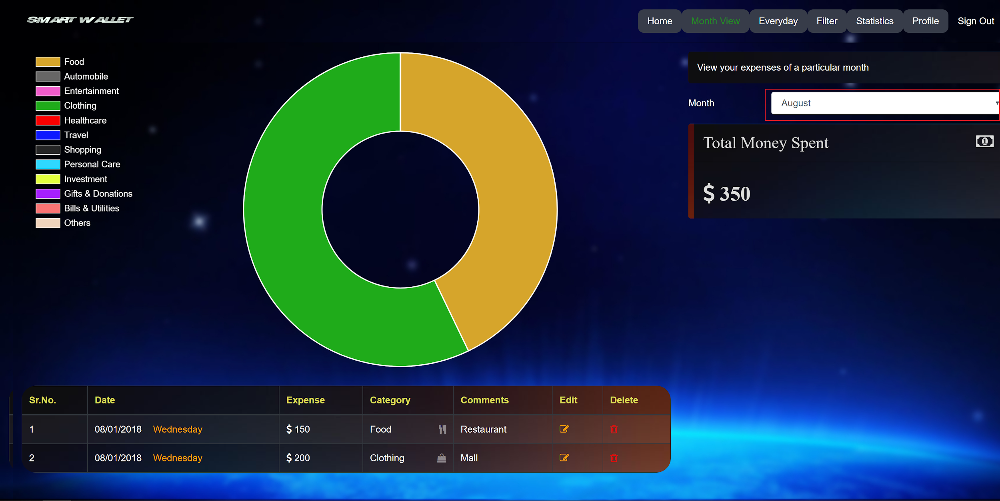 SMART WALLET
Home Month View Everyday Filter Statistics Profile Sign Out
Food
Automobile
Entertainment
Clothing
Healthcare
Travel
Shopping
Personal Care
Investment
Gifts & Donations
Bills & Utilities
Others
View your expenses of a particular month
Month August
Total Money Spent
$ 350
Sr.No. Date Expense Category Comments Edit Delete
1 08/01/2018 Wednesday $ 150 Food Restaurant
2 08/01/2018 Wednesday $ 200 Clothing Mall